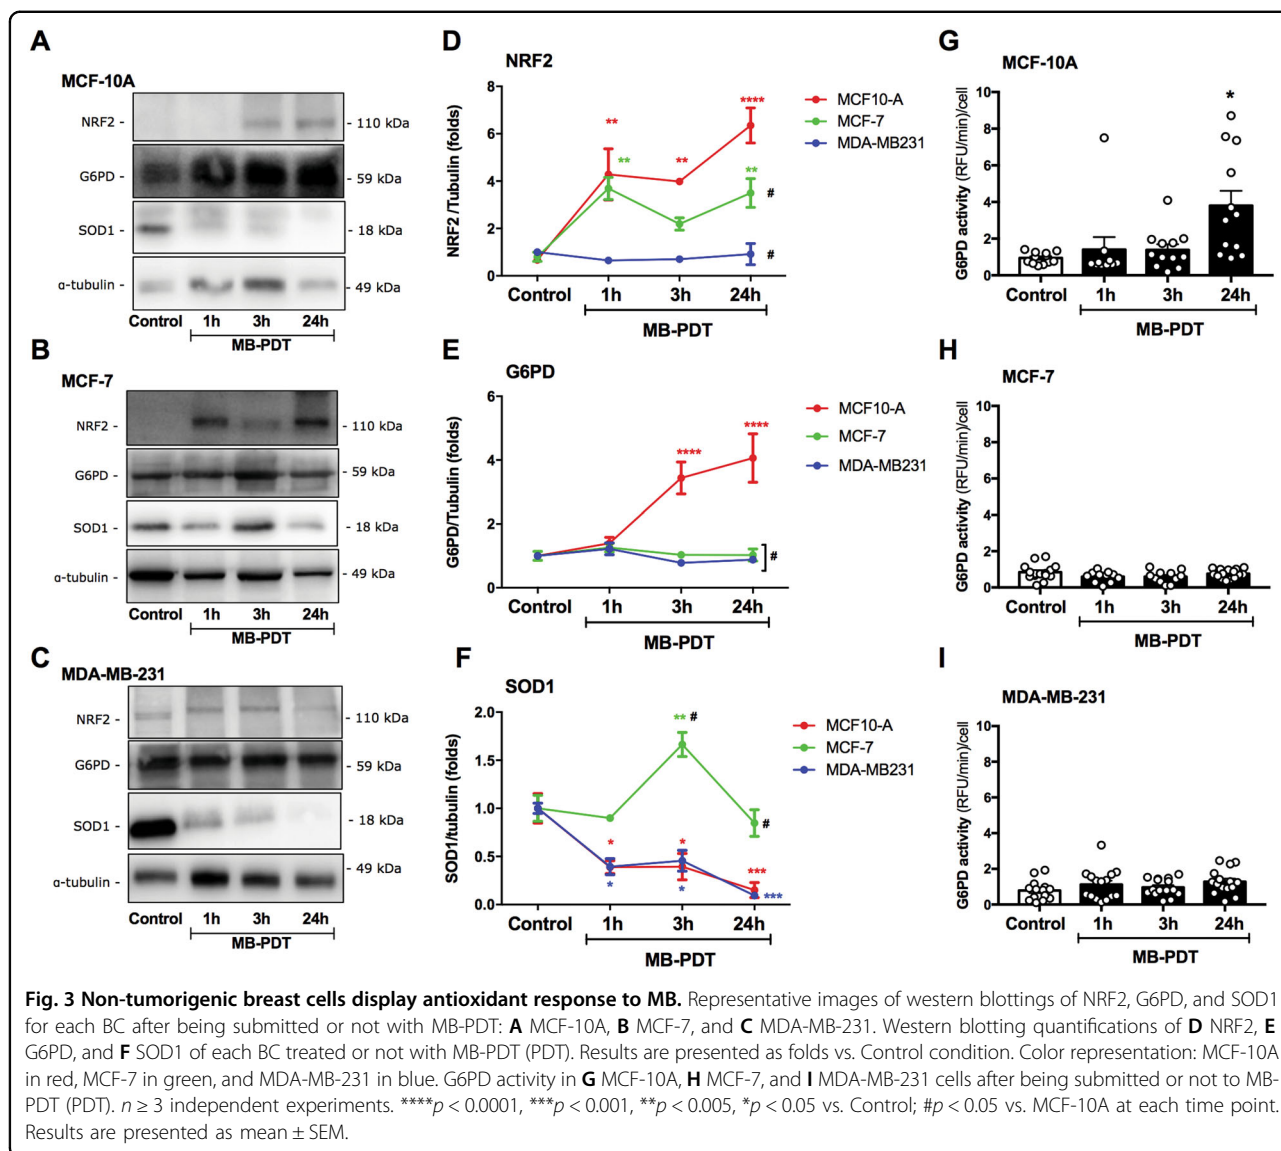 A
MCF-10A
NRF2 -
- 110 kDa
G6PD -
- 59 kDa
SOD1 -
- 18 kDa
α-tubulin -
- 49 kDa
Control 1h 3h 24h
MB-PDT
B
MCF-7
NRF2 -
- 110 kDa
G6PD -
- 59 kDa
SOD1 -
- 18 kDa
α-tubulin -
- 49 kDa
Control 1h 3h 24h
MB-PDT
C
MDA-MB-231
NRF2 -
- 110 kDa
G6PD -
- 59 kDa
SOD1 -
- 18 kDa
α-tubulin -
- 49 kDa
Control 1h 3h 24h
MB-PDT
D
NRF2
NRF2 /Tubulin (folds)
8
6
4
2
0
**
**
**
****
**
#
#
MCF10-A
MCF-7
MDA-MB231
Control 1h 3h 24h
MB-PDT
E
G6PD
G6PD/Tubulin (folds)
6
4
2
0
****
****
#
MCF10-A
MCF-7
MDA-MB231
Control 1h 3h 24h
MB-PDT
F
SOD1
SOD1/tubulin (folds)
2.0
1.5
1.0
0.5
0.0
** #
#
*
*
*
*
***
***
MCF10-A
MCF-7
MDA-MB231
Control 1h 3h 24h
MB-PDT
G
MCF-10A
G6PD activity (RFU/min)/cell
10
8
6
4
2
0
*
Control 1h 3h 24h
MB-PDT
H
MCF-7
G6PD activity (RFU/min)/cell
10
8
6
4
2
0
Control 1h 3h 24h
MB-PDT
I
MDA-MB-231
G6PD activity (RFU/min)/cell
10
8
6
4
2
0
Control 1h 3h 24h
MB-PDT
Fig. 3 Non-tumorigenic breast cells display antioxidant response to MB. Representative images of western blottings of NRF2, G6PD, and SOD1
for each BC after being submitted or not with MB-PDT: A MCF-10A, B MCF-7, and C MDA-MB-231. Western blotting quantifications of D NRF2, E
G6PD, and F SOD1 of each BC treated or not with MB-PDT (PDT). Results are presented as folds vs. Control condition. Color representation: MCF-10A
in red, MCF-7 in green, and MDA-MB-231 in blue. G6PD activity in G MCF-10A, H MCF-7, and I MDA-MB-231 cells after being submitted or not to MB-
PDT (PDT). n ≥ 3 independent experiments. ****p < 0.0001, ***p < 0.001, **p < 0.005, *p < 0.05 vs. Control; #p < 0.05 vs. MCF-10A at each time point.
Results are presented as mean ± SEM.